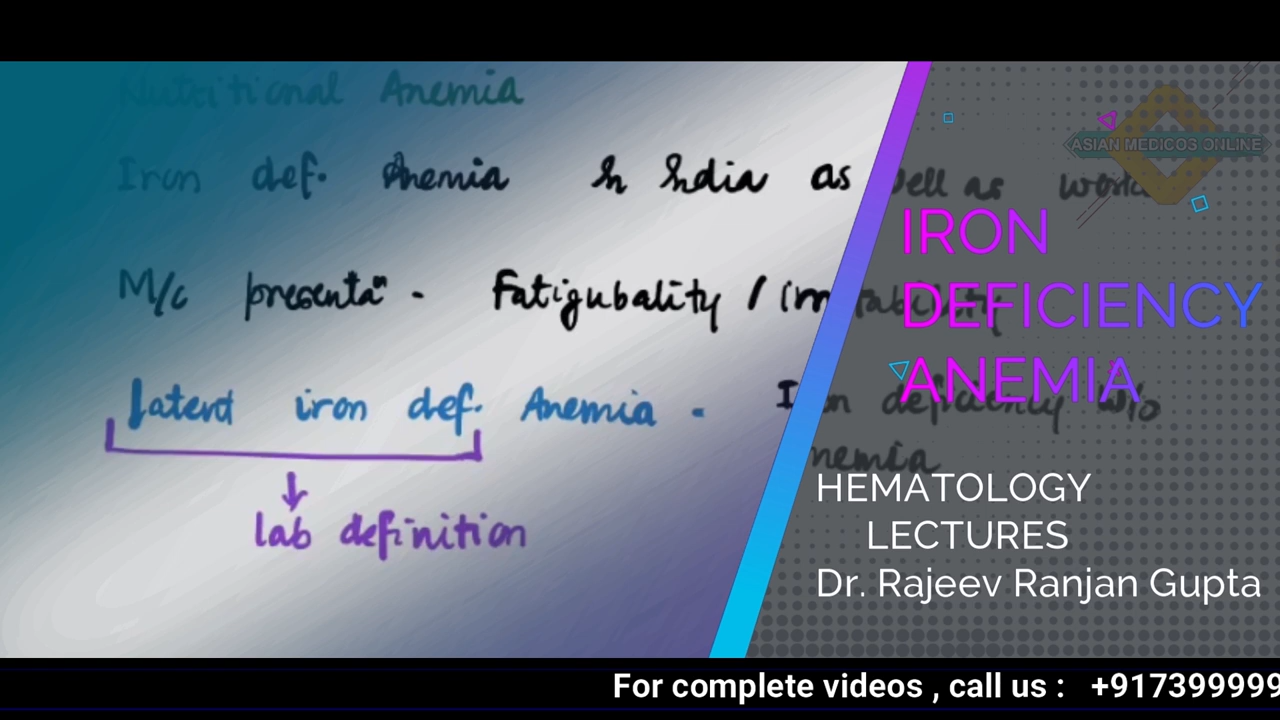 Nutritional Anemia
Iron def. Anemia in India as well as world
M/c presentaⁿ - Fatigubality / irritability
Latent iron def. Anemia - Iron deficiency w/o
Anemia
lab definition
ASIAN MEDICOS ONLINE
IRON
DEFICIENCY
ANEMIA
HEMATOLOGY
LECTURES
Dr. Rajeev Ranjan Gupta
For complete videos , call us : +917399999